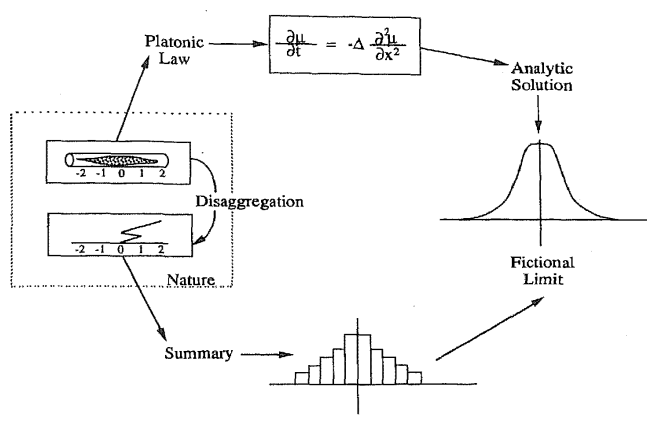 Platonic
Law
∂μ/∂t = -Δ ∂²μ/∂x²
Analytic
Solution
-2 -1 0 1 2
Disaggregation
-2 -1 0 1 2
Nature
Fictional
Limit
Summary